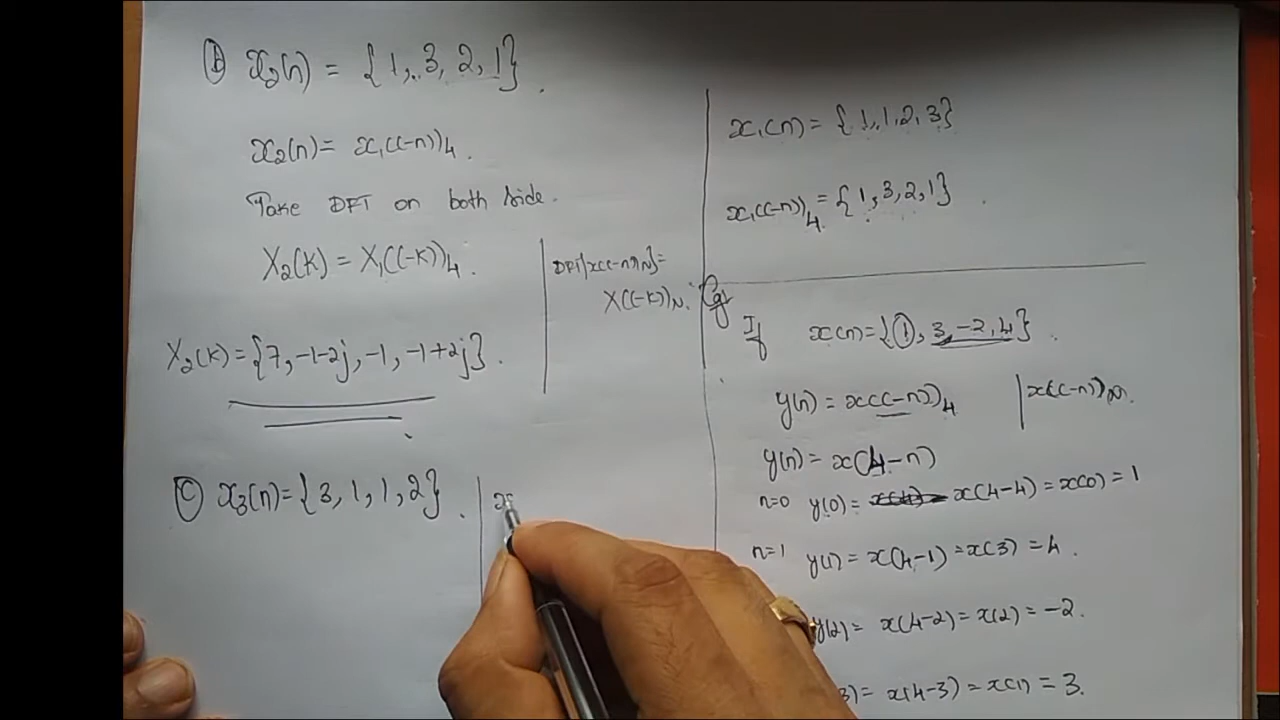 (b) x₂(n) = {1, 3, 2, 1}.
x₂(n) = x₁((-n))₄.
Take DFT on both side.
X₂(K) = X₁((-K))₄.
DFT{x((-n))N} =
X((-K))N.
X₂(K) = {7, -1-2j, -1, -1+2j}.
(C) x₃(n) = {3, 1, 1, 2}.
x₁(n) = {1, 1, 2, 3}
x₁((-n))₄ = {1, 3, 2, 1}
Eg
If x(n) = {1, 3, -2, 4}.
y(n) = x((-n))₄ | x((-n))N.
y(n) = x(4-n)
n=0 y(0) = x(4-4) = x(0) = 1
n=1 y(1) = x(4-1) = x(3) = 4.
y(2) = x(4-2) = x(2) = -2.
3) = x(4-3) = x(1) = 3.